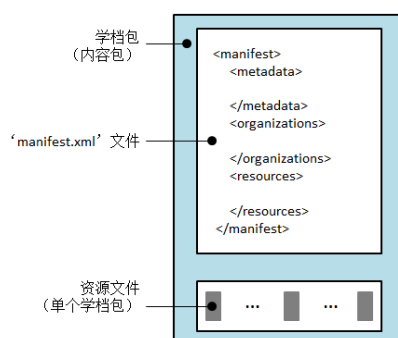 学档包
（内容包）
<manifest>
<metadata>
</metadata>
<organizations>
‘manifest.xml’文件
</organizations>
<resources>
</resources>
</manifest>
资源文件
（单个学档包）
... ...